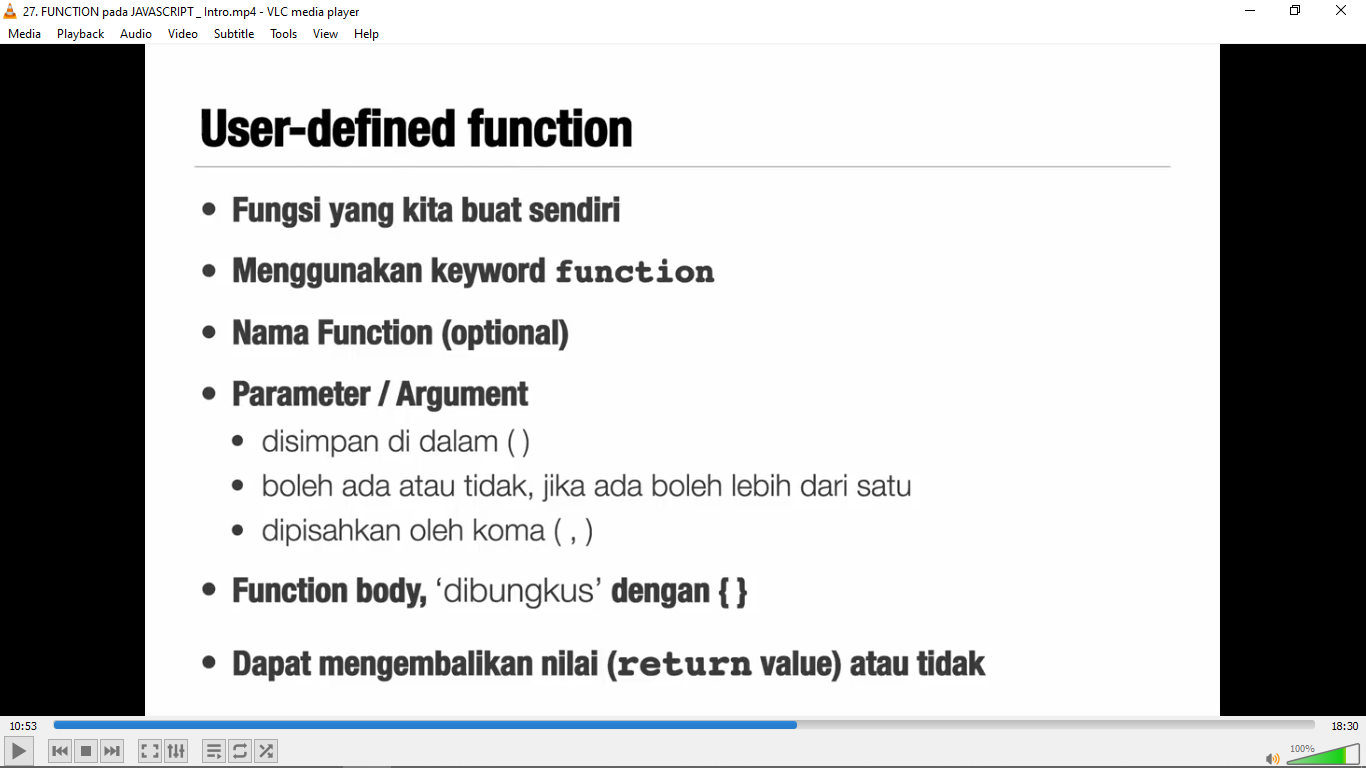 27. FUNCTION pada JAVASCRIPT _ Intro.mp4 - VLC media player
Media Playback Audio Video Subtitle Tools View Help
User-defined function
• Fungsi yang kita buat sendiri
• Menggunakan keyword function
• Nama Function (optional)
• Parameter / Argument
• disimpan di dalam ( )
• boleh ada atau tidak, jika ada boleh lebih dari satu
• dipisahkan oleh koma ( , )
• Function body, ‘dibungkus’ dengan { }
• Dapat mengembalikan nilai (return value) atau tidak
10:53 18:30
100%